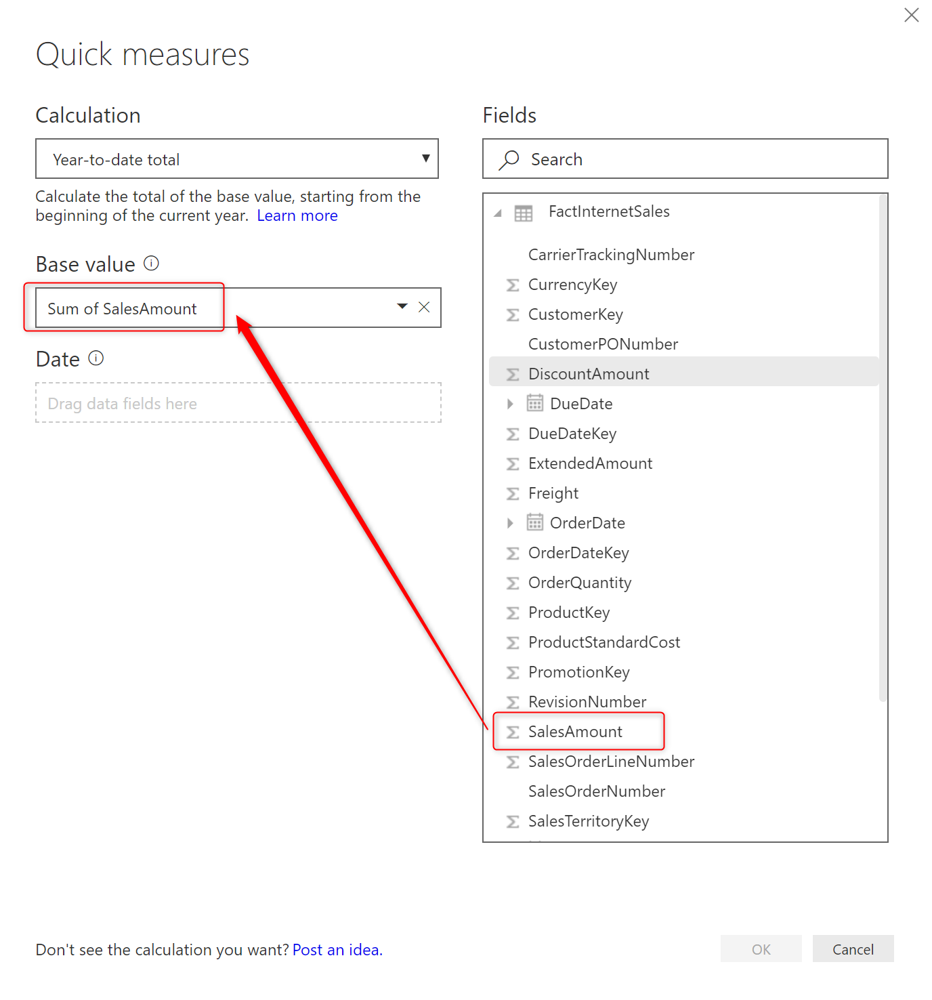 Quick measures
Calculation
Year-to-date total
Calculate the total of the base value, starting from the
beginning of the current year. Learn more
Base value
Sum of SalesAmount
Date
Drag data fields here
Fields
Search
FactInternetSales
CarrierTrackingNumber
CurrencyKey
CustomerKey
CustomerPONumber
DiscountAmount
DueDate
DueDateKey
ExtendedAmount
Freight
OrderDate
OrderDateKey
OrderQuantity
ProductKey
ProductStandardCost
PromotionKey
RevisionNumber
SalesAmount
SalesOrderLineNumber
SalesOrderNumber
SalesTerritoryKey
Don't see the calculation you want? Post an idea.
OK
Cancel